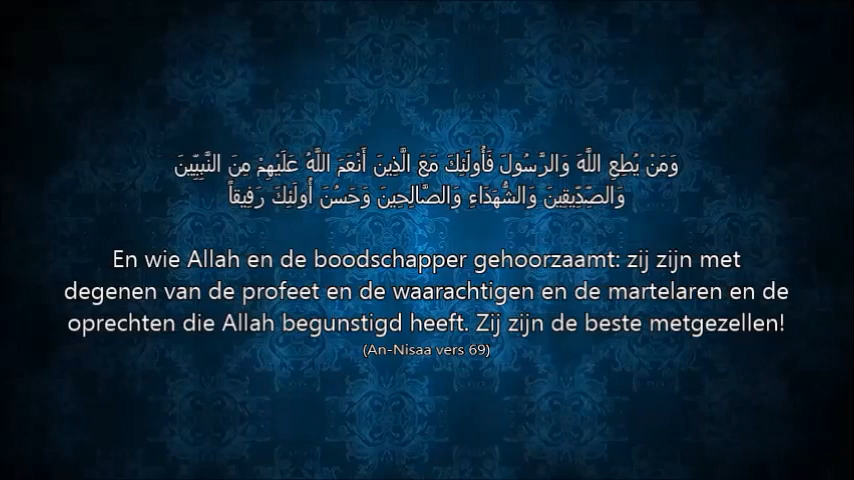 وَمَنْ يُطِعِ اللَّهَ وَالرَّسُولَ فَأُولَئِكَ مَعَ الَّذِينَ أَنْعَمَ اللَّهُ عَلَيْهِمْ مِنَ النَّبِيِّينَ
وَالصِّدِّيقِينَ وَالشُّهَدَاءِ وَالصَّالِحِينَ وَحَسُنَ أُولَئِكَ رَفِيقاً
En wie Allah en de boodschapper gehoorzaamt: zij zijn met
degenen van de profeet en de waarachtigen en de martelaren en de
oprechten die Allah begunstigd heeft. Zij zijn de beste metgezellen!
(An-Nisaa vers 69)